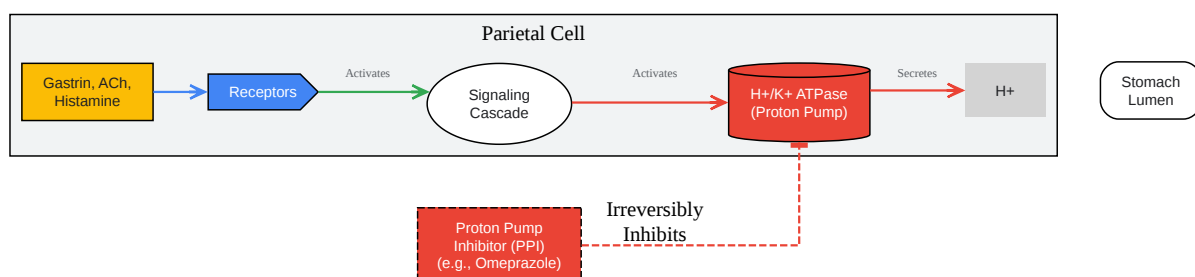 Parietal Cell
Gastrin, ACh,
Histamine
Receptors
Activates
Signaling
Cascade
Activates
H+/K+ ATPase
(Proton Pump)
Secretes
H+
Stomach
Lumen
Irreversibly
Inhibits
Proton Pump
Inhibitor (PPI)
(e.g., Omeprazole)